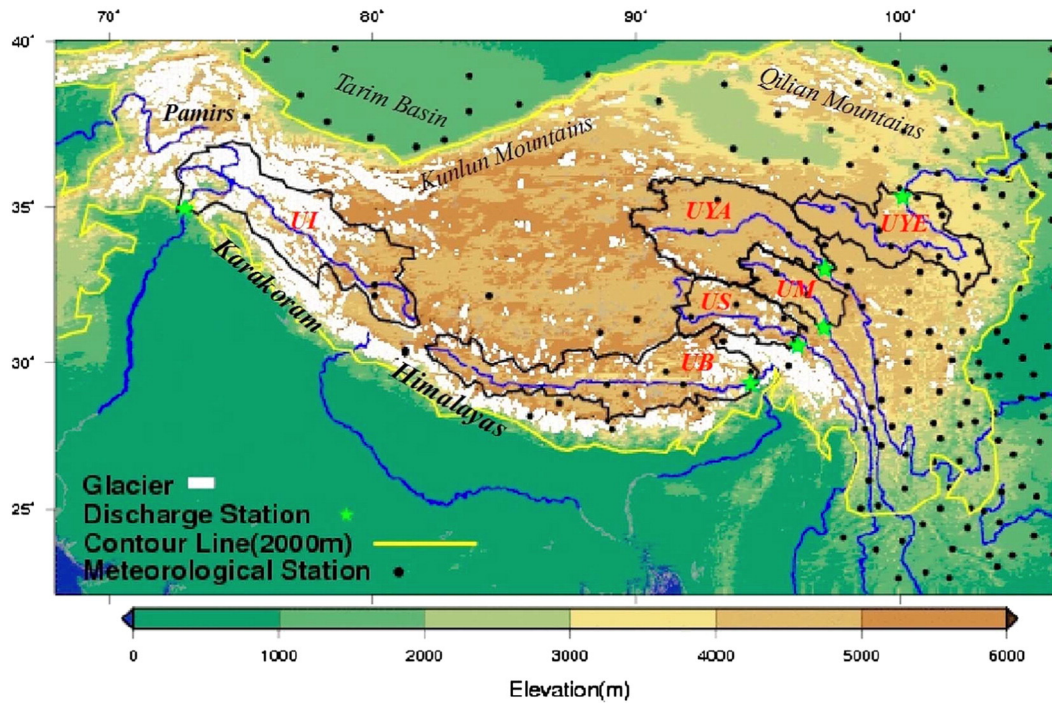 70° 80° 90° 100°
40°
35°
30°
25°
Pamirs
Tarim Basin
Qilian Mountains
Kunlun Mountains
UI
UYA
UYE
UM
US
UB
Karakoram
Himalayas
Glacier
Discharge Station
Contour Line(2000m)
Meteorological Station
0 1000 2000 3000 4000 5000 6000
Elevation(m)